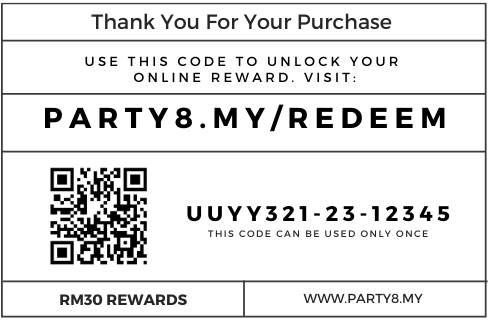 Thank You For Your Purchase
USE THIS CODE TO UNLOCK YOUR
ONLINE REWARD. VISIT:
PARTY8.MY/REDEEM
UUYY321-23-12345
THIS CODE CAN BE USED ONLY ONCE
RM30 REWARDS
WWW.PARTY8.MY